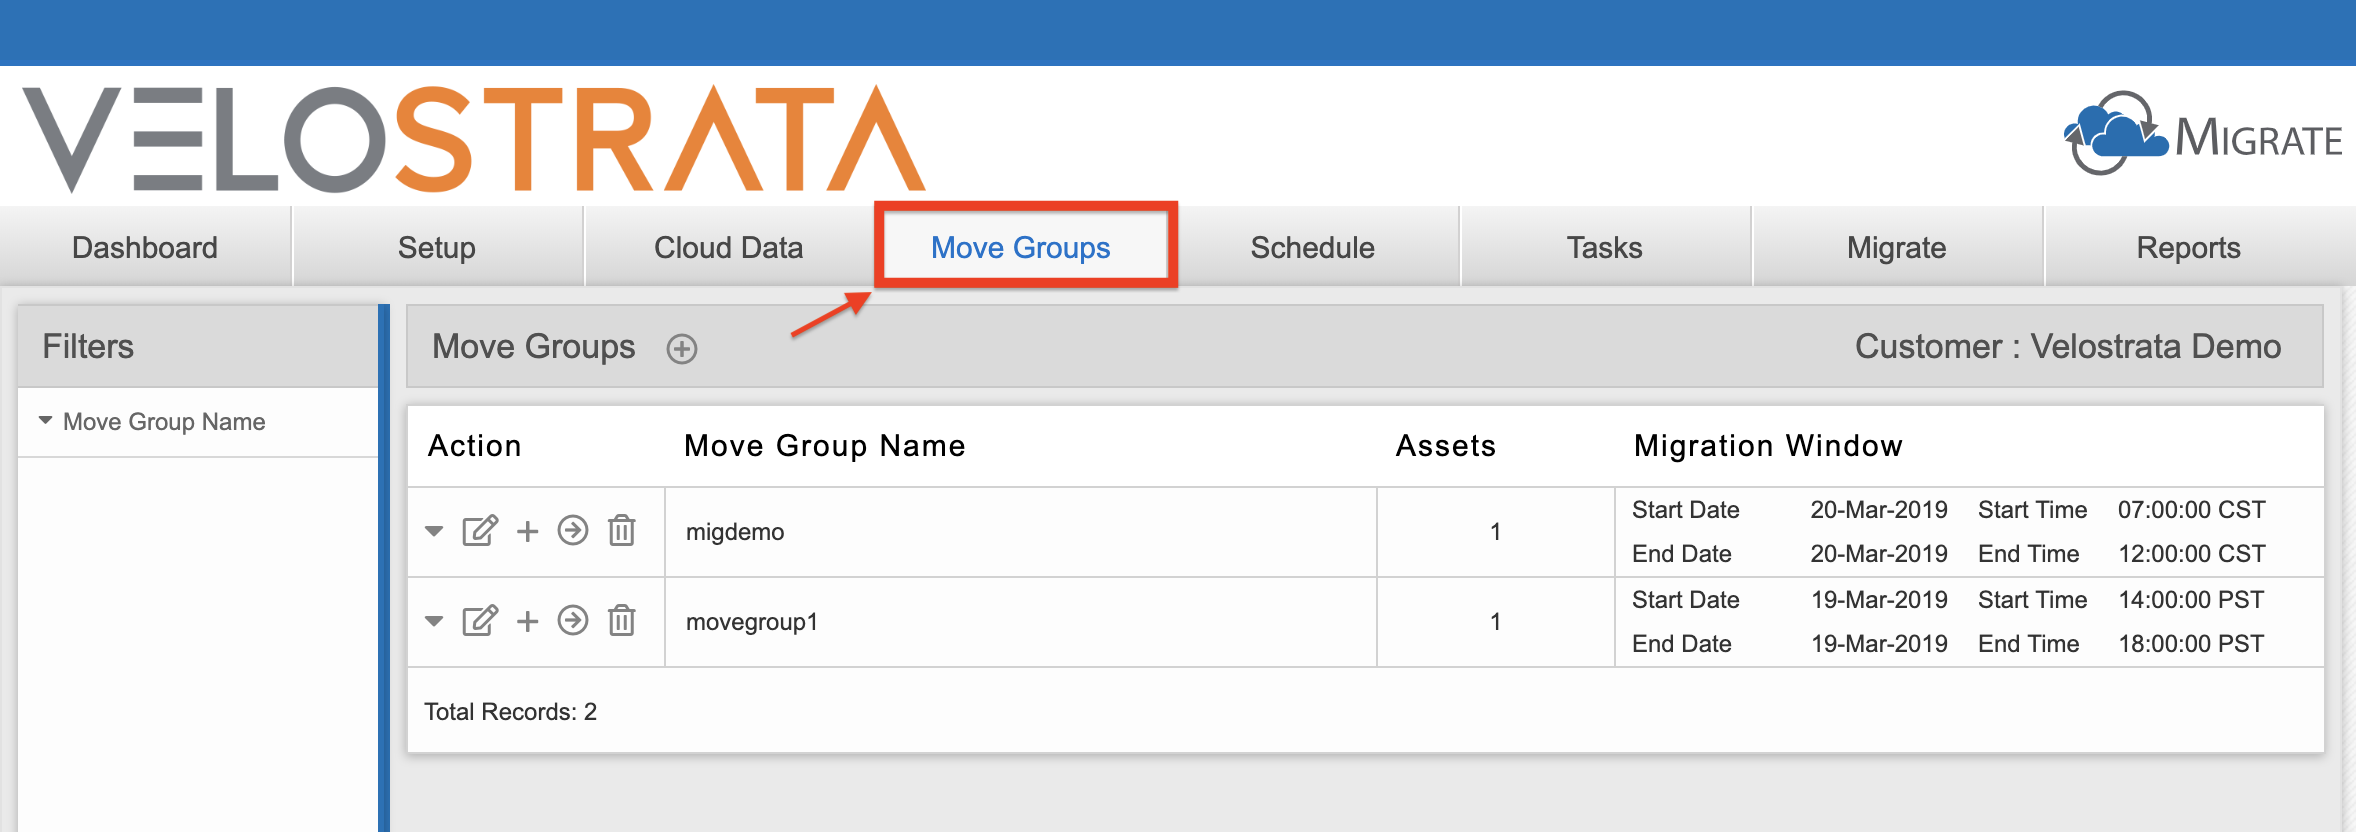 VELOSTRATA
MIGRATE
Dashboard Setup Cloud Data Move Groups Schedule Tasks Migrate Reports
Filters
Move Group Name
Move Groups Customer : Velostrata Demo
Action Move Group Name Assets Migration Window
migdemo 1 Start Date 20-Mar-2019 Start Time 07:00:00 CST
End Date 20-Mar-2019 End Time 12:00:00 CST
movegroup1 1 Start Date 19-Mar-2019 Start Time 14:00:00 PST
End Date 19-Mar-2019 End Time 18:00:00 PST
Total Records: 2